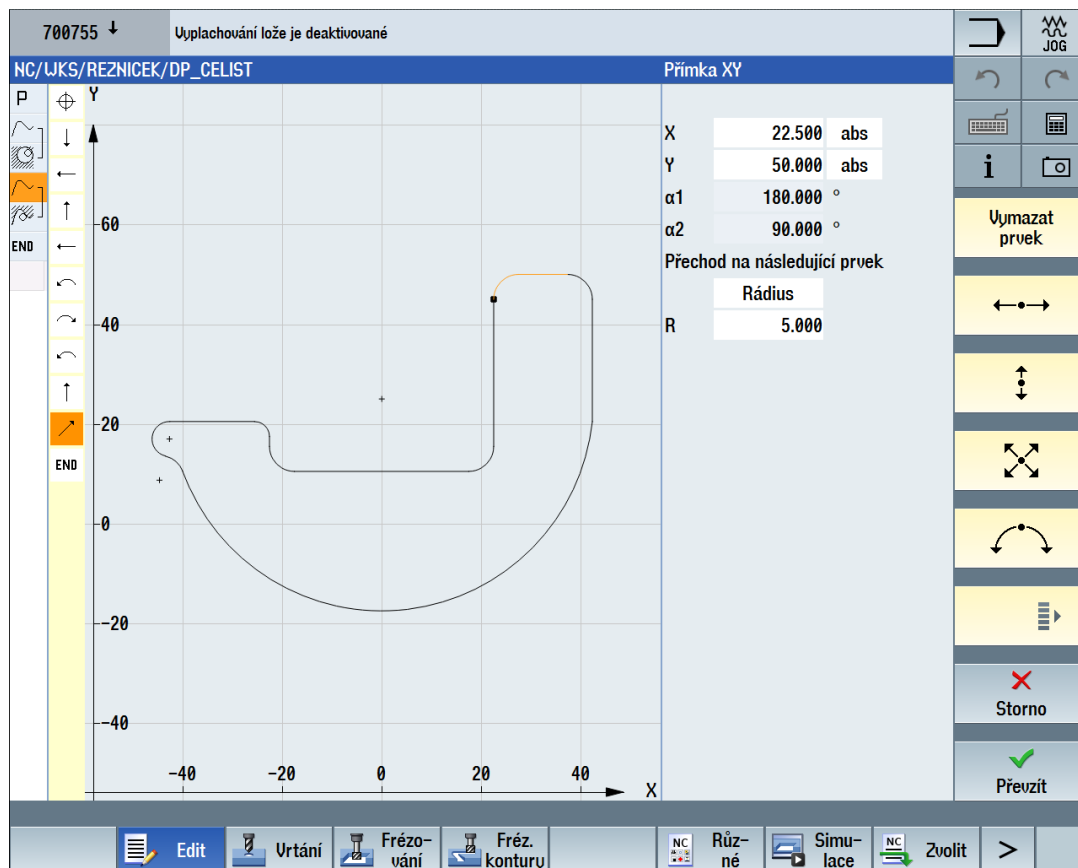 700755 Vyplachování lože je deaktivované
JOG
NC/WKS/REZNICEK/DP_CELIST Přímka XY
P
END
END
Y
60
40
20
0
-20
-40
-40 -20 0 20 40 X
X 22.500 abs
Y 50.000 abs
α1 180.000 °
α2 90.000 °
Přechod na následující prvek
Rádius
R 5.000
i
Vymazat
prvek
Storno
Převzít
Edit
Vrtání
Frézo-
vání
Fréz.
konturu
NC
Růz-
né
Simu-
lace
NC
Zvolit
>